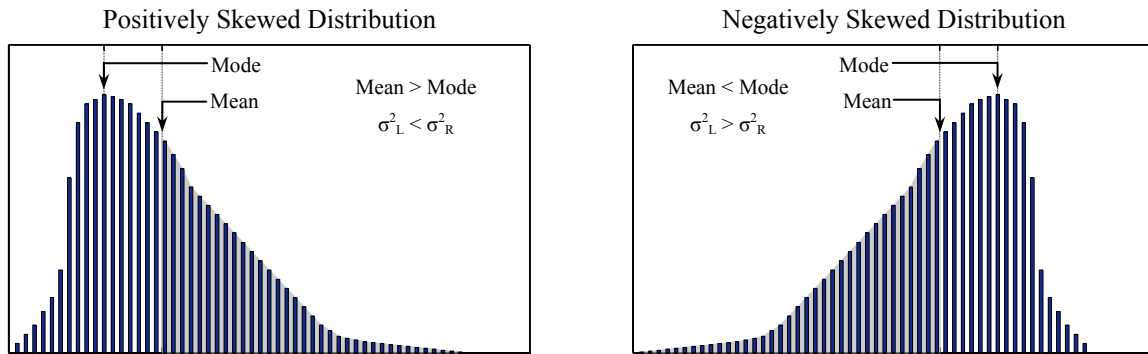 Positively Skewed Distribution
Mode
Mean
Mean > Mode
σ²L < σ²R
Negatively Skewed Distribution
Mean < Mode
σ²L > σ²R
Mode
Mean